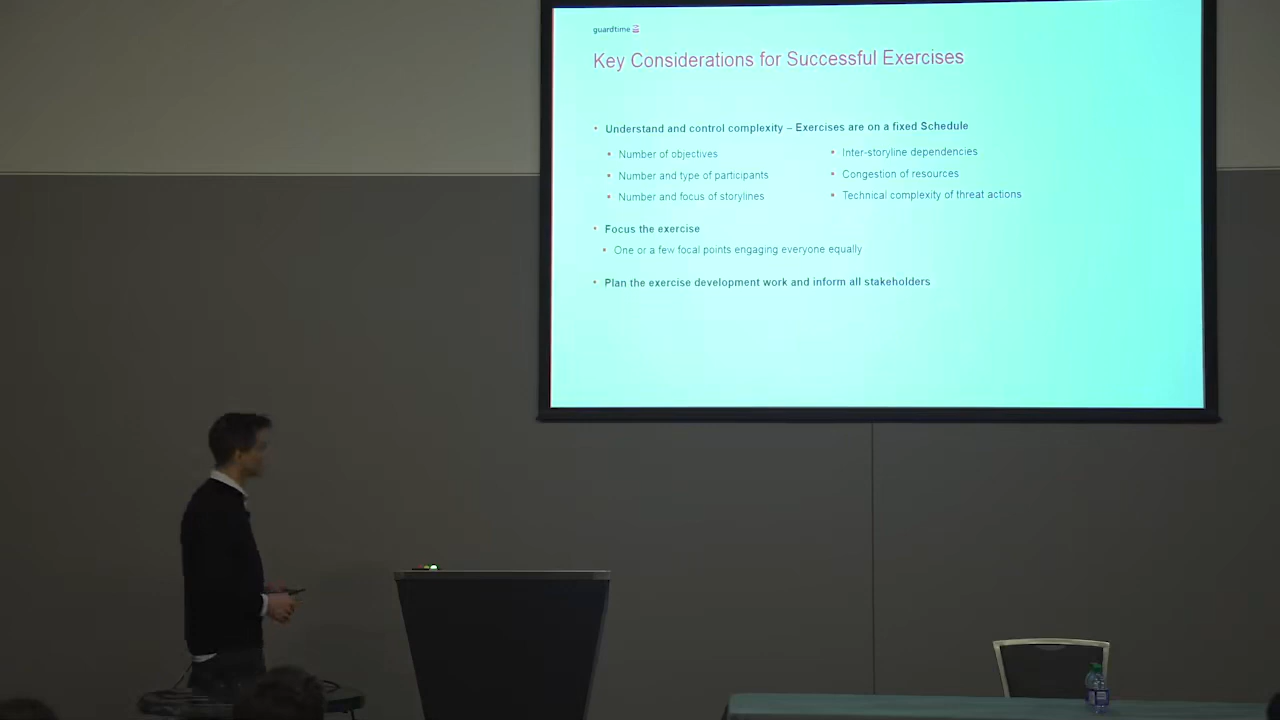 guardtime
Key Considerations for Successful Exercises
• Understand and control complexity – Exercises are on a fixed Schedule
• Number of objectives
• Number and type of participants
• Number and focus of storylines
• Inter-storyline dependencies
• Congestion of resources
• Technical complexity of threat actions
• Focus the exercise
• One or a few focal points engaging everyone equally
• Plan the exercise development work and inform all stakeholders